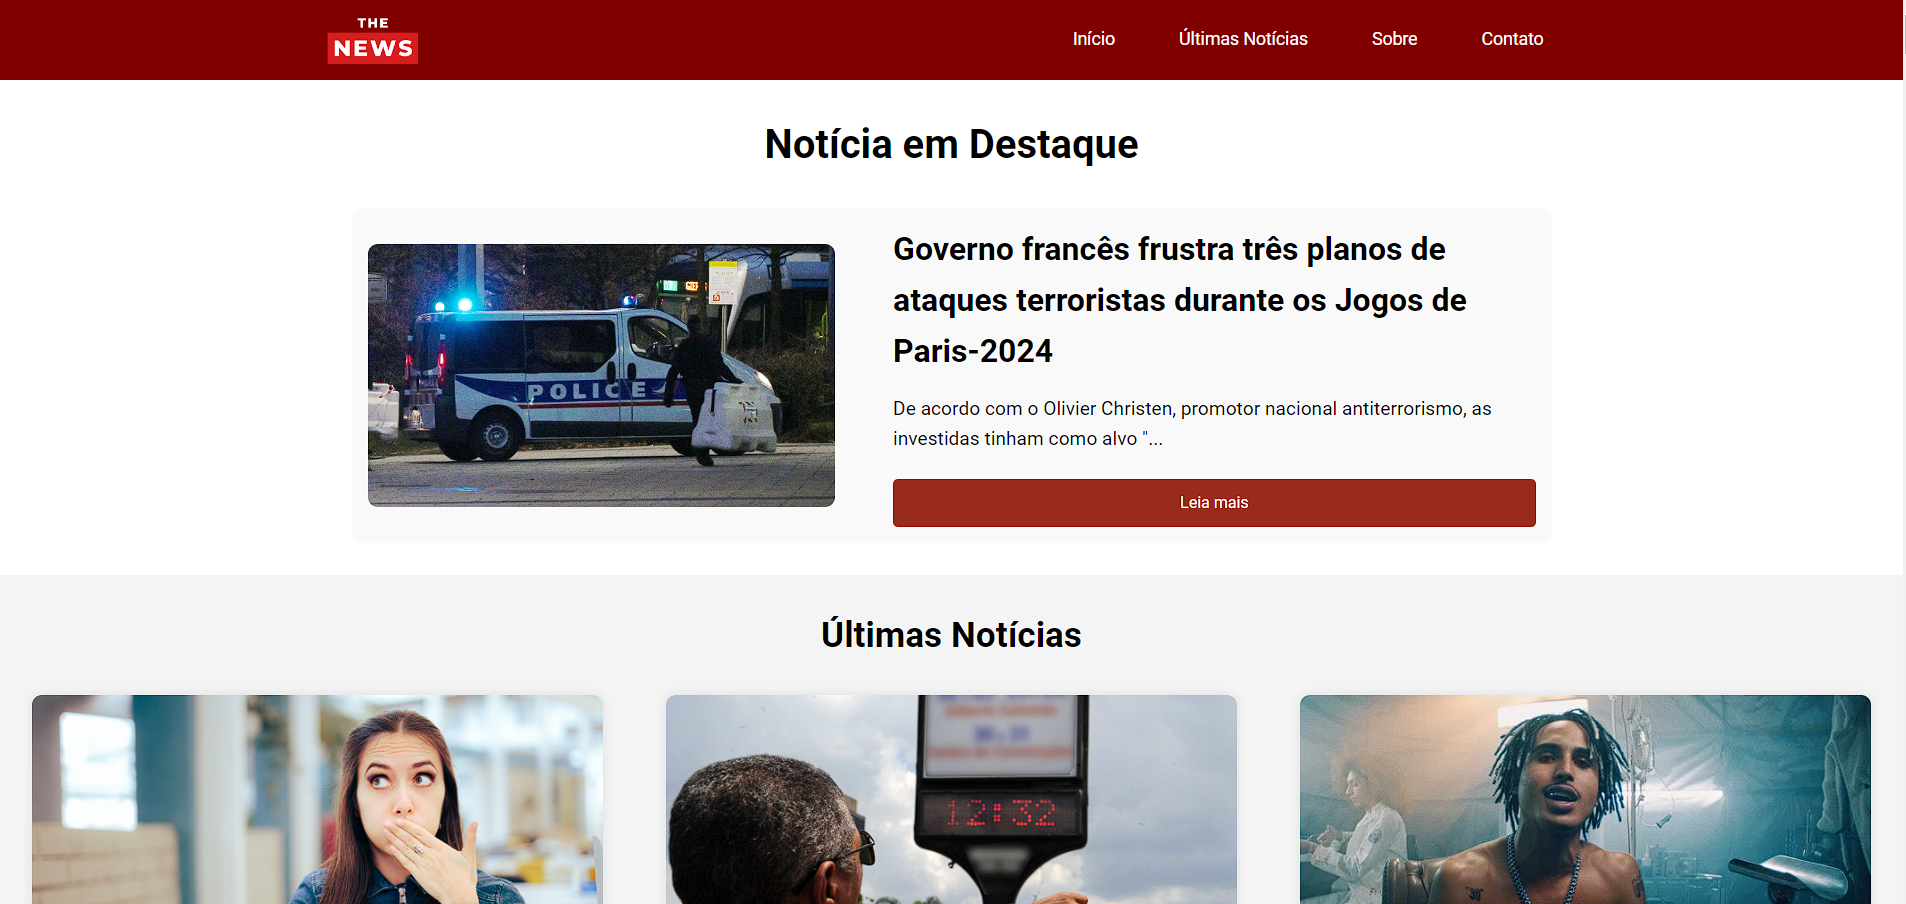 THE
NEWS
Início
Últimas Notícias
Sobre
Contato
Notícia em Destaque
Governo francês frustra três planos de
ataques terroristas durante os Jogos de
Paris-2024
De acordo com o Olivier Christen, promotor nacional antiterrorismo, as
investidas tinham como alvo "...
Leia mais
POLICE
Últimas Notícias
12:32